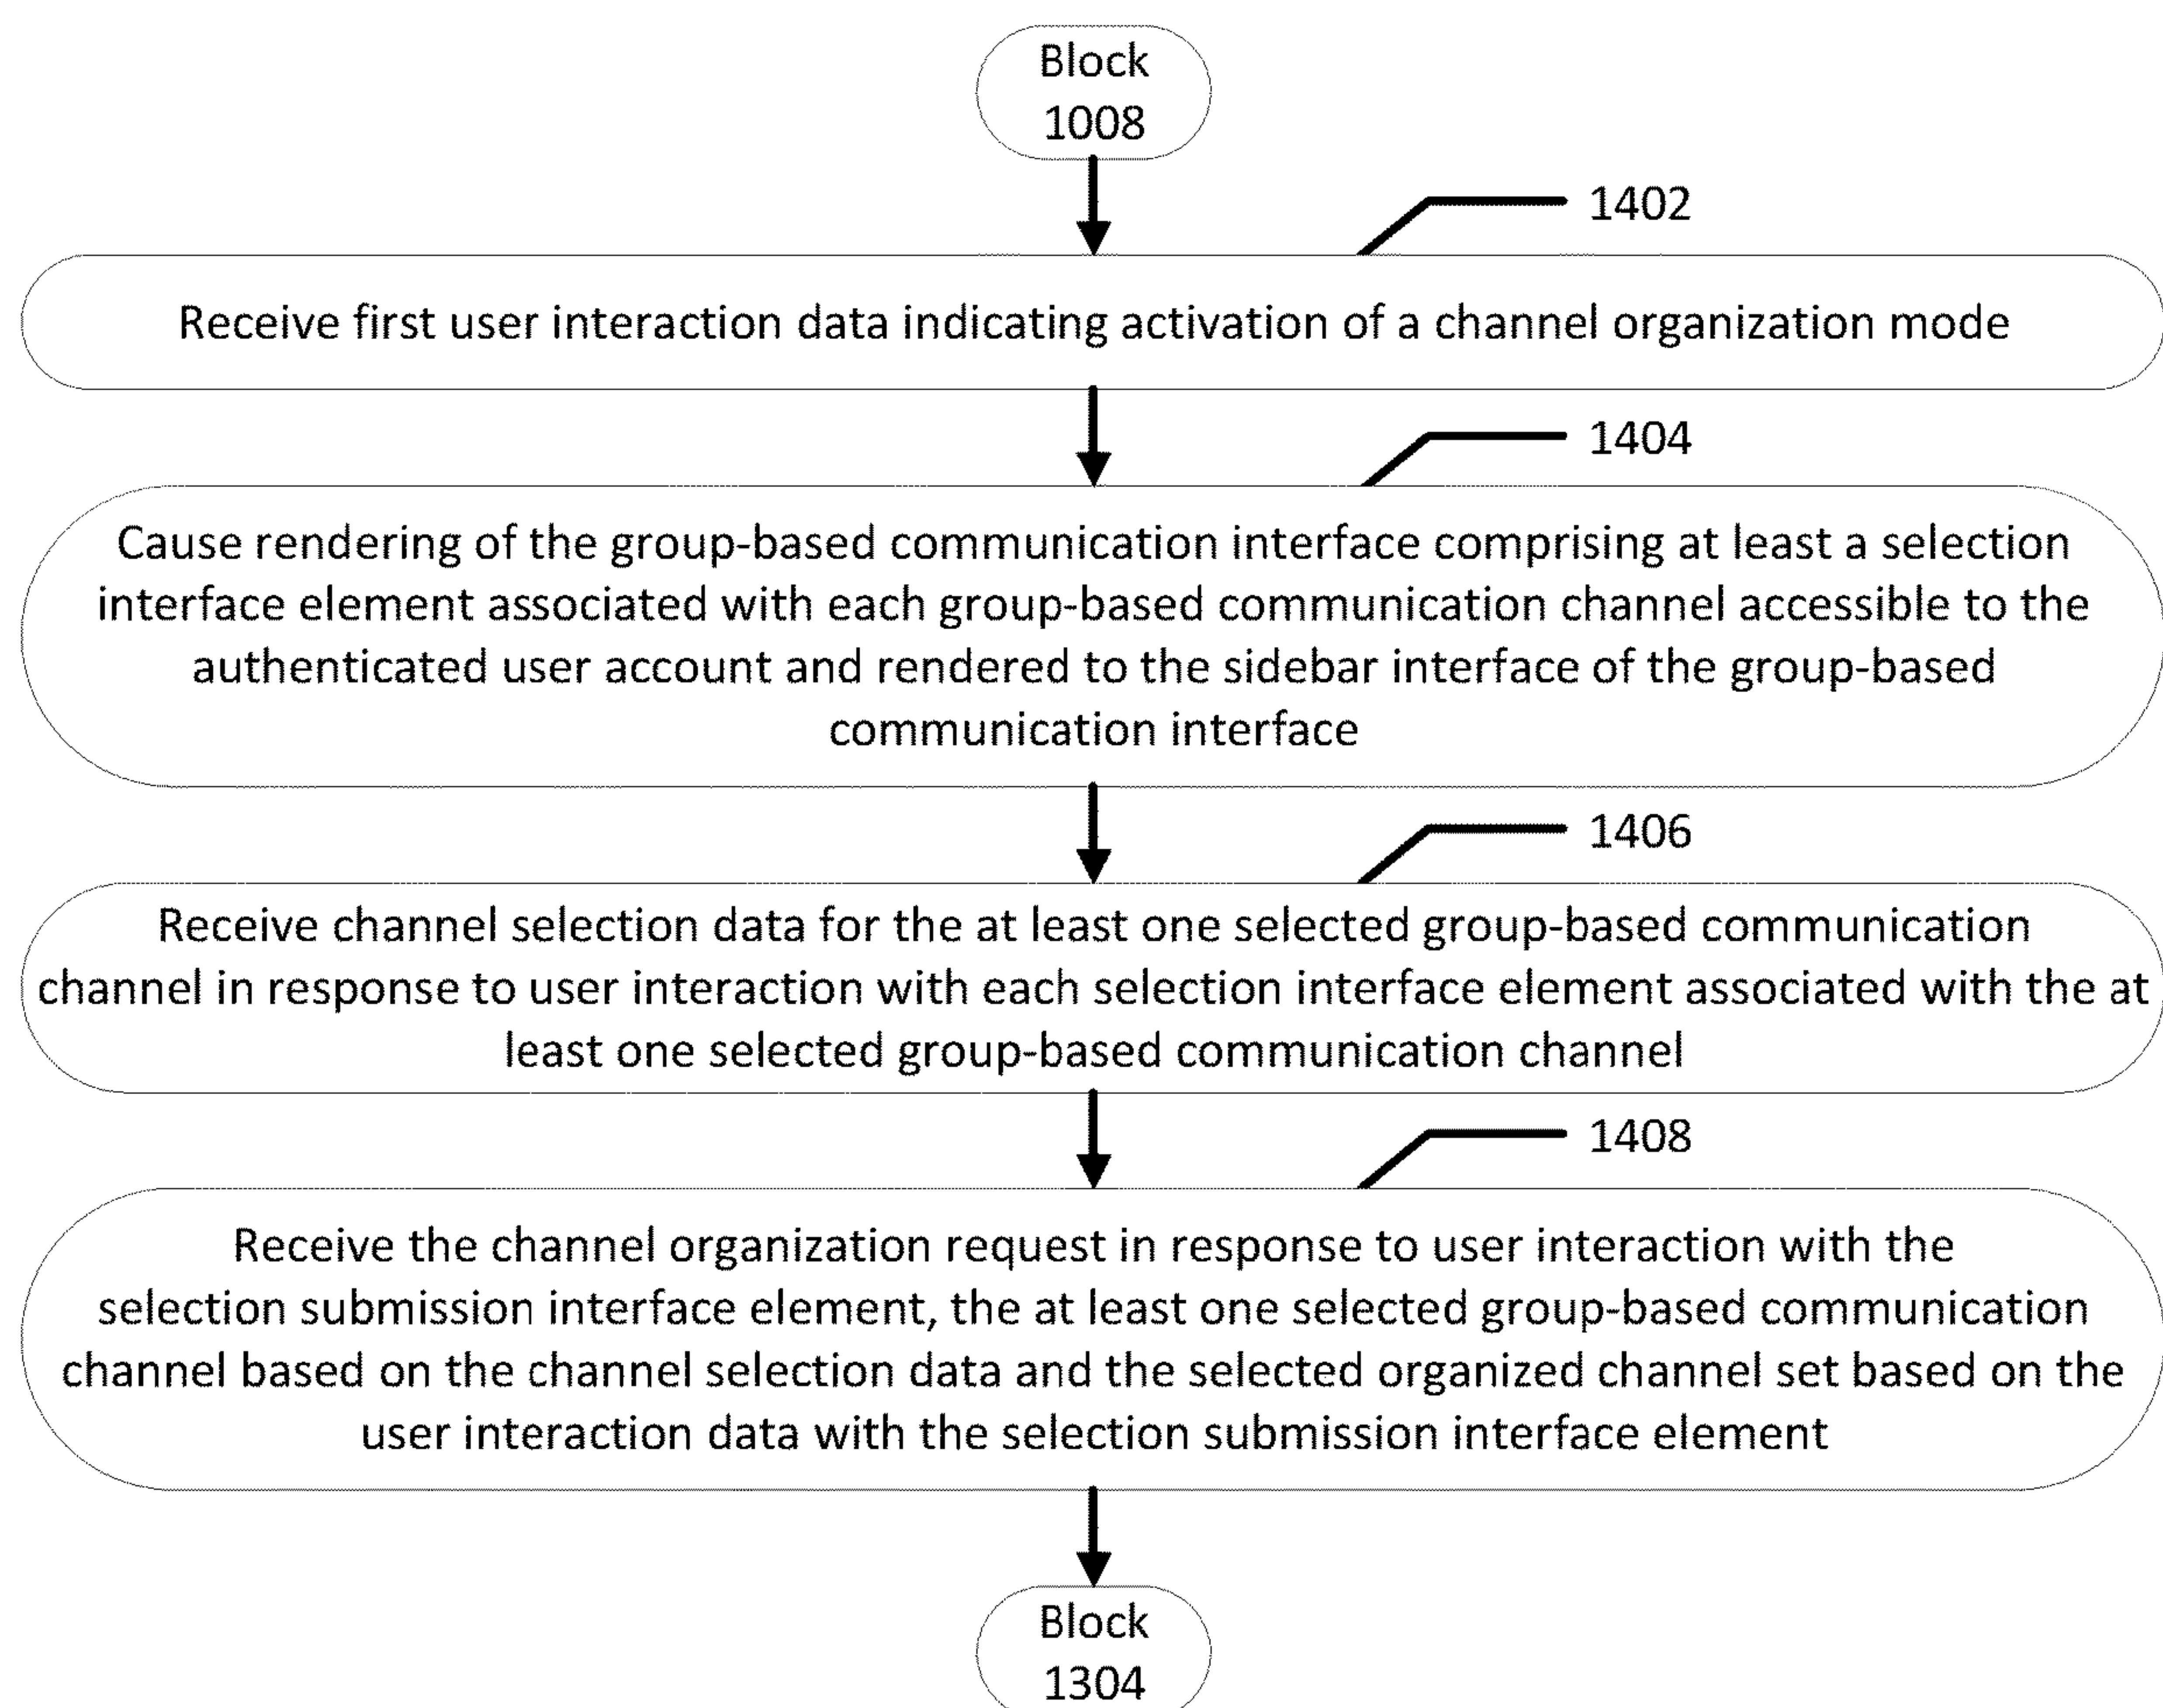 Block
1008
1402
Receive first user interaction data indicating activation of a channel organization mode
1404
Cause rendering of the group-based communication interface comprising at least a selection
interface element associated with each group-based communication channel accessible to the
authenticated user account and rendered to the sidebar interface of the group-based
communication interface
1406
Receive channel selection data for the at least one selected group-based communication
channel in response to user interaction with each selection interface element associated with the at
least one selected group-based communication channel
1408
Receive the channel organization request in response to user interaction with the
selection submission interface element, the at least one selected group-based communication
channel based on the channel selection data and the selected organized channel set based on the
user interaction data with the selection submission interface element
Block
1304